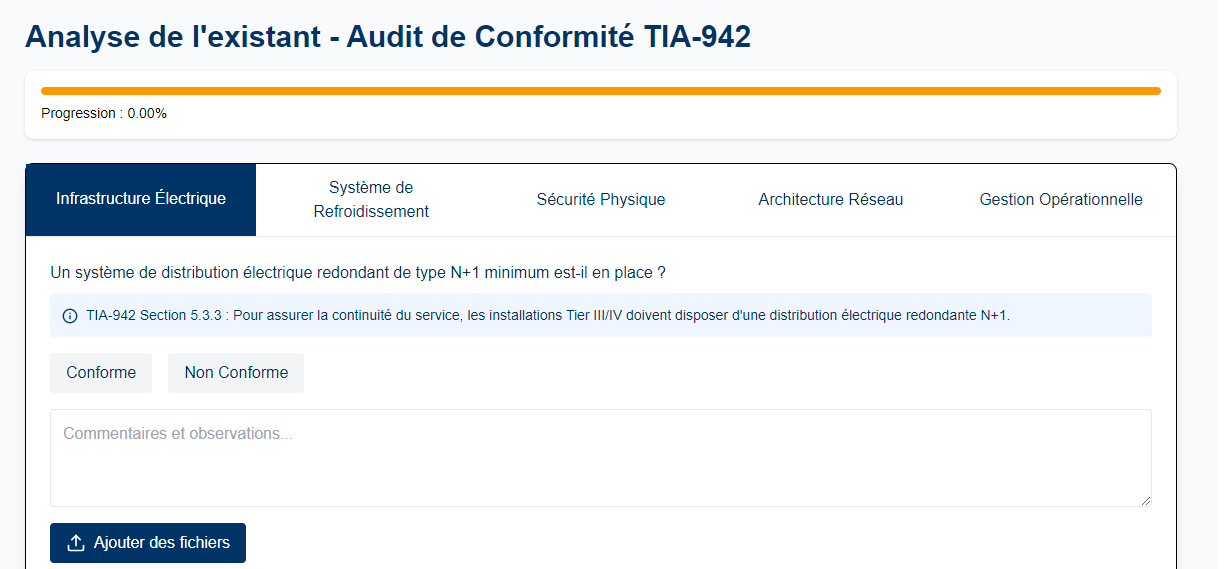 Analyse de l'existant - Audit de Conformité TIA-942
Progression : 0.00%
Infrastructure Électrique
Système de
Refroidissement
Sécurité Physique
Architecture Réseau
Gestion Opérationnelle
Un système de distribution électrique redondant de type N+1 minimum est-il en place ?
TIA-942 Section 5.3.3 : Pour assurer la continuité du service, les installations Tier III/IV doivent disposer d'une distribution électrique redondante N+1.
Conforme
Non Conforme
Commentaires et observations...
Ajouter des fichiers